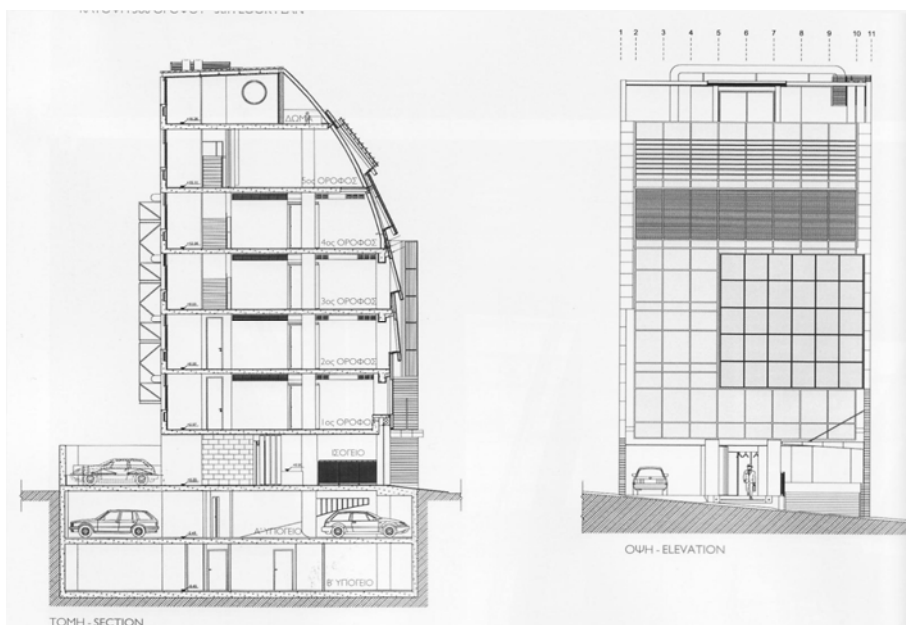 1 2 3 4 5 6 7 8 9 10 11
ΔΩΜΑ
5ος ΟΡΟΦΟΣ
4ος ΟΡΟΦΟΣ
3ος ΟΡΟΦΟΣ
2ος ΟΡΟΦΟΣ
1ος ΟΡΟΦΟΣ
ΙΣΟΓΕΙΟ
Α' ΥΠΟΓΕΙΟ
Β' ΥΠΟΓΕΙΟ
ΟΨΗ - ELEVATION
ΤΟΜΗ - SECTION